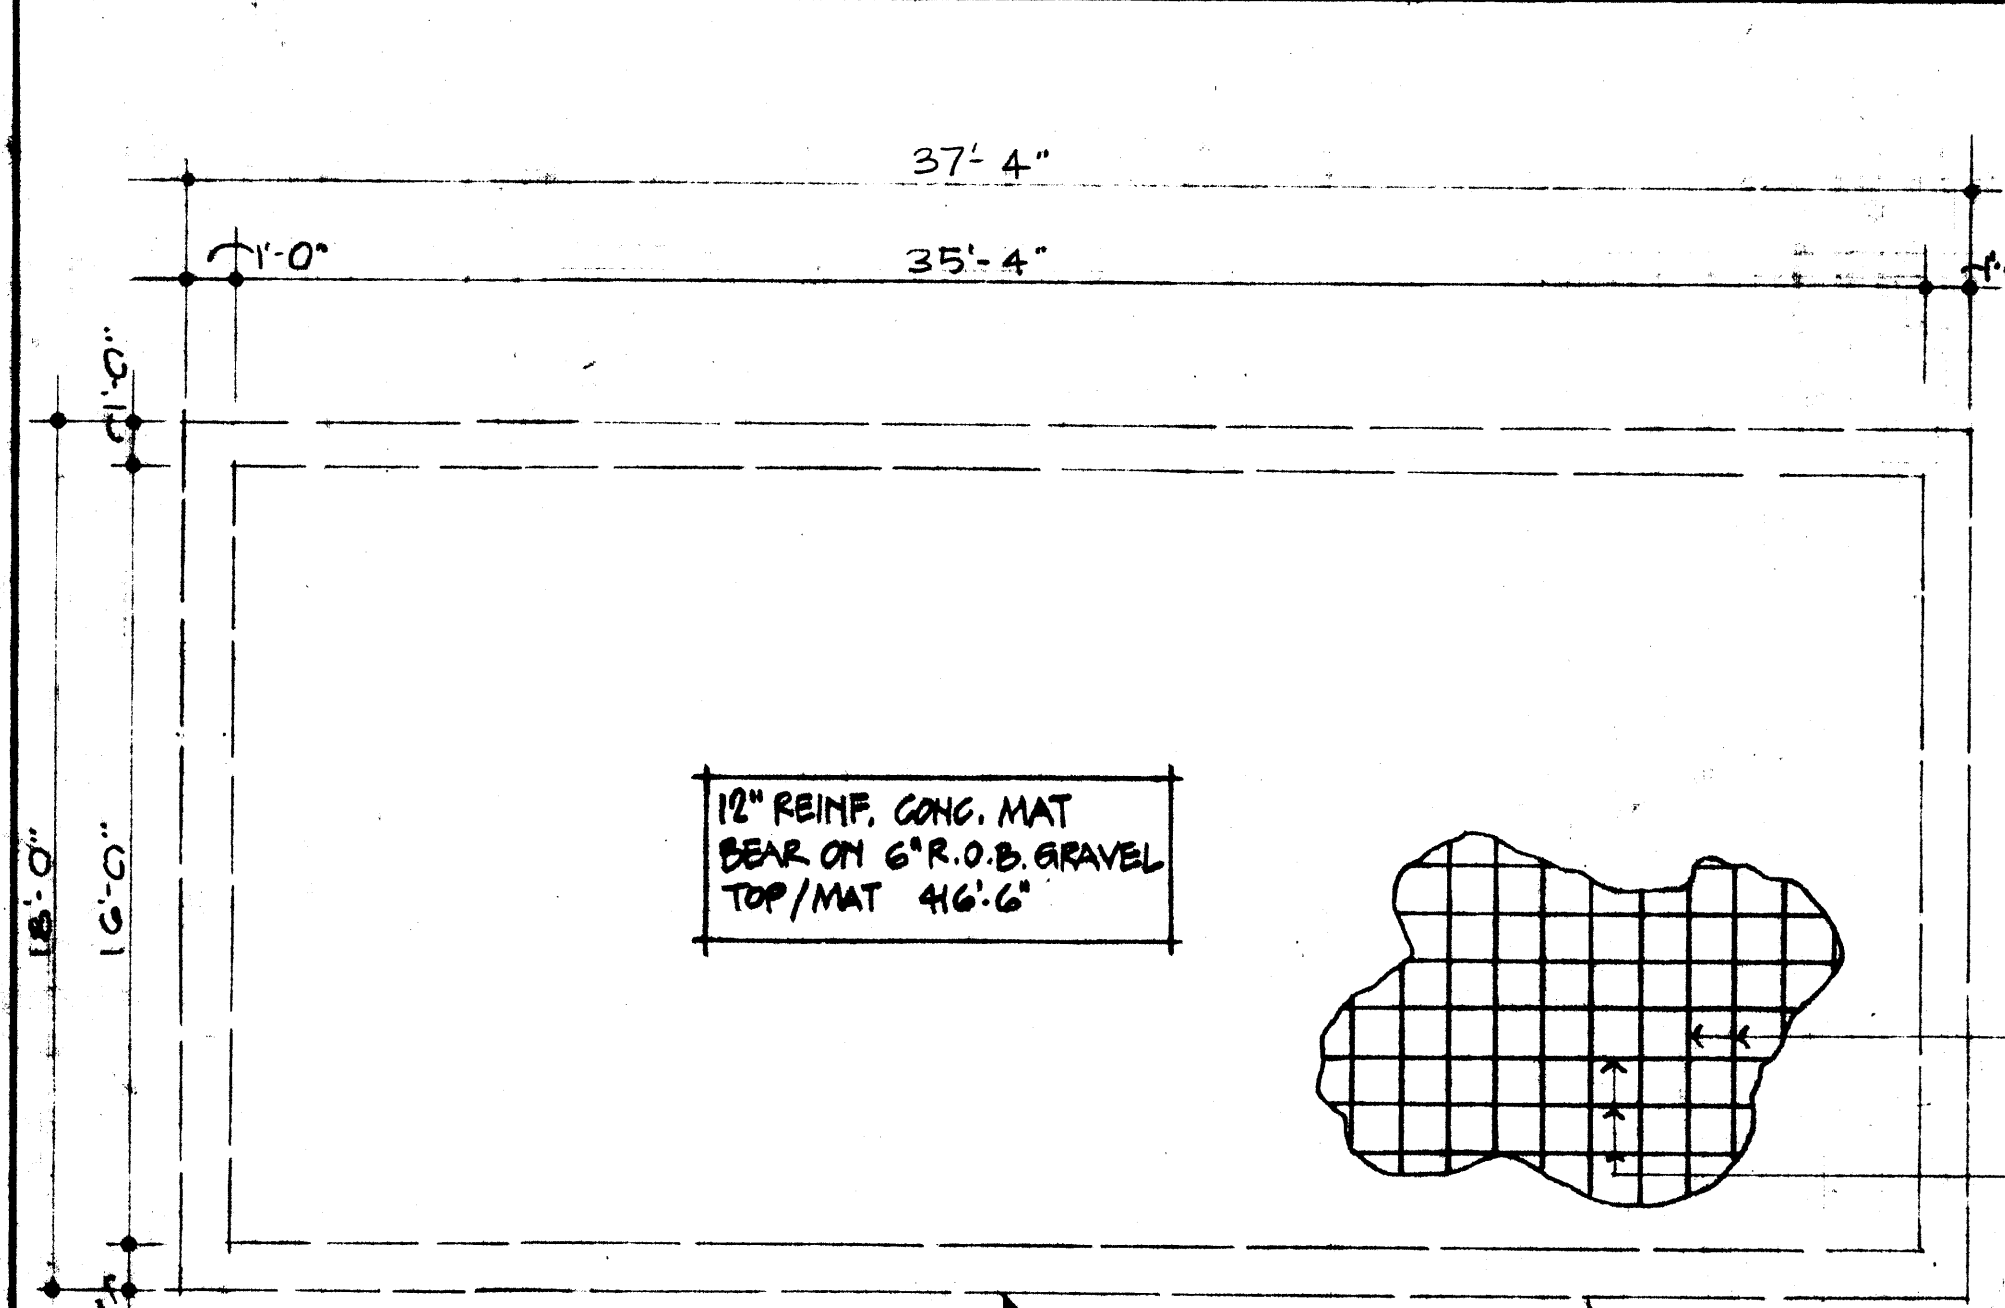 37'-4"
1'-0"
35'-4"
1'-0"
18'-0"
16'-0"
12" REINF. CONC. MAT
BEAR ON 6" R.O.B. GRAVEL
TOP/MAT 416'-6"